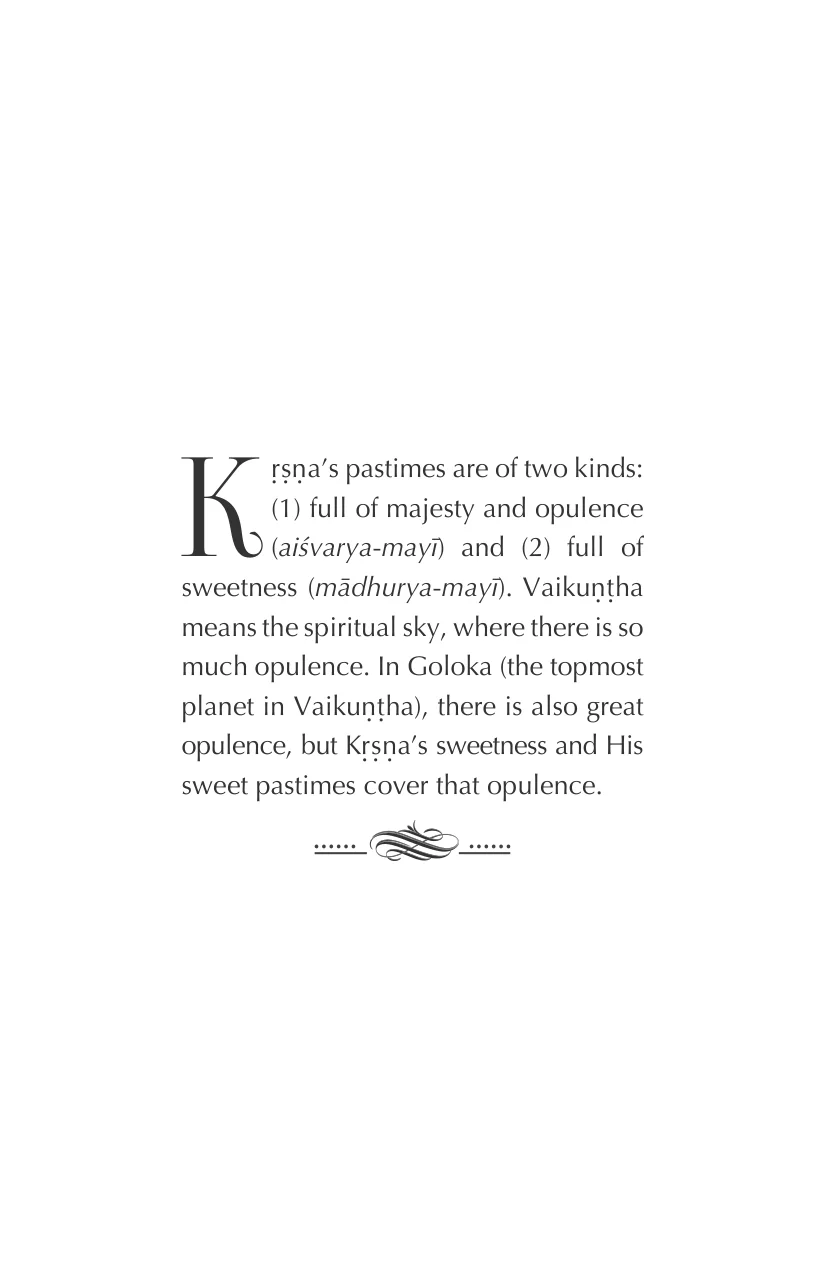 Kṛṣṇa’s pastimes are of two kinds:
(1) full of majesty and opulence
(aiśvarya-mayī) and (2) full of
sweetness (mādhurya-mayī). Vaikuṇṭha
means the spiritual sky, where there is so
much opulence. In Goloka (the topmost
planet in Vaikuṇṭha), there is also great
opulence, but Kṛṣṇa’s sweetness and His
sweet pastimes cover that opulence.